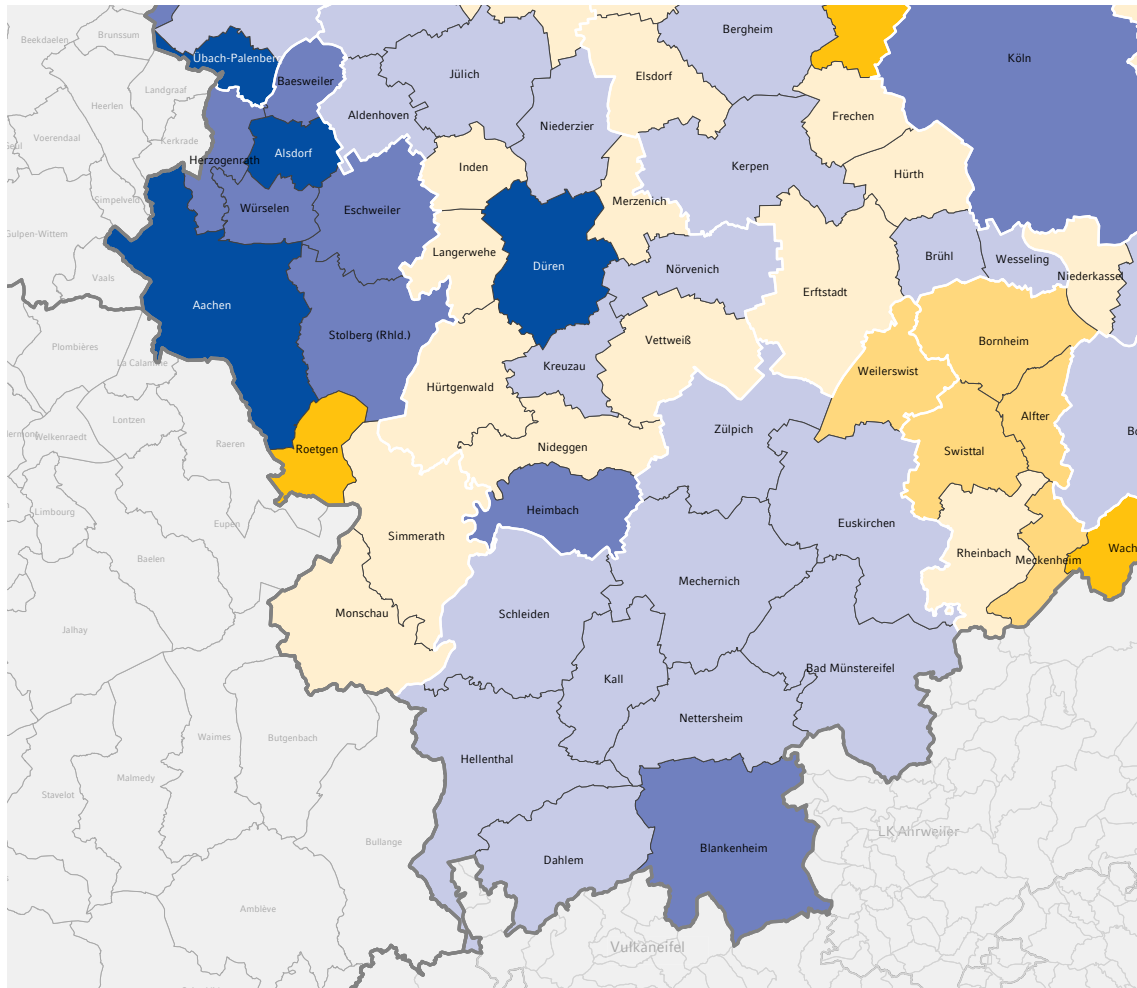 Brunssum
Beekdaelen
Bergheim
Übach-Palenber
Köln
Jülich
Elsdorf
Baesweiler
Landgraaf
Heerlen
Aldenhoven
Frechen
Niederzier
Voerendaal
Kerkrade
Herzogenrath
Alsdorf
Inden
Kerpen
Hürth
Simpelveld
Merzenich
Würselen
Eschweiler
Gulpen-Wittem
Langerwehe
Brühl
Wesseling
Düren
Nörvenich
Niederkassel
Vaals
Erftstadt
Aachen
Stolberg (Rhld.)
Vettweiß
Bornheim
Plombières
La Calamine
Kreuzau
Weilerswist
Hürtgenwald
Alfter
Lontzen
Zülpich
Welkenraedt
Raeren
Roetgen
Nideggen
Swisttal
Limbourg
Heimbach
Eupen
Euskirchen
Simmerath
Wach
Baelen
Rheinbach
Meckenheim
Mechernich
Monschau
Schleiden
Jalhay
Bad Münstereifel
Kall
Nettersheim
Waimes
Butgenbach
Hellenthal
Malmedy
Stavelot
LK Ahrweiler
Bullange
Blankenheim
Dahlem
Amblève
Vulkaneifel